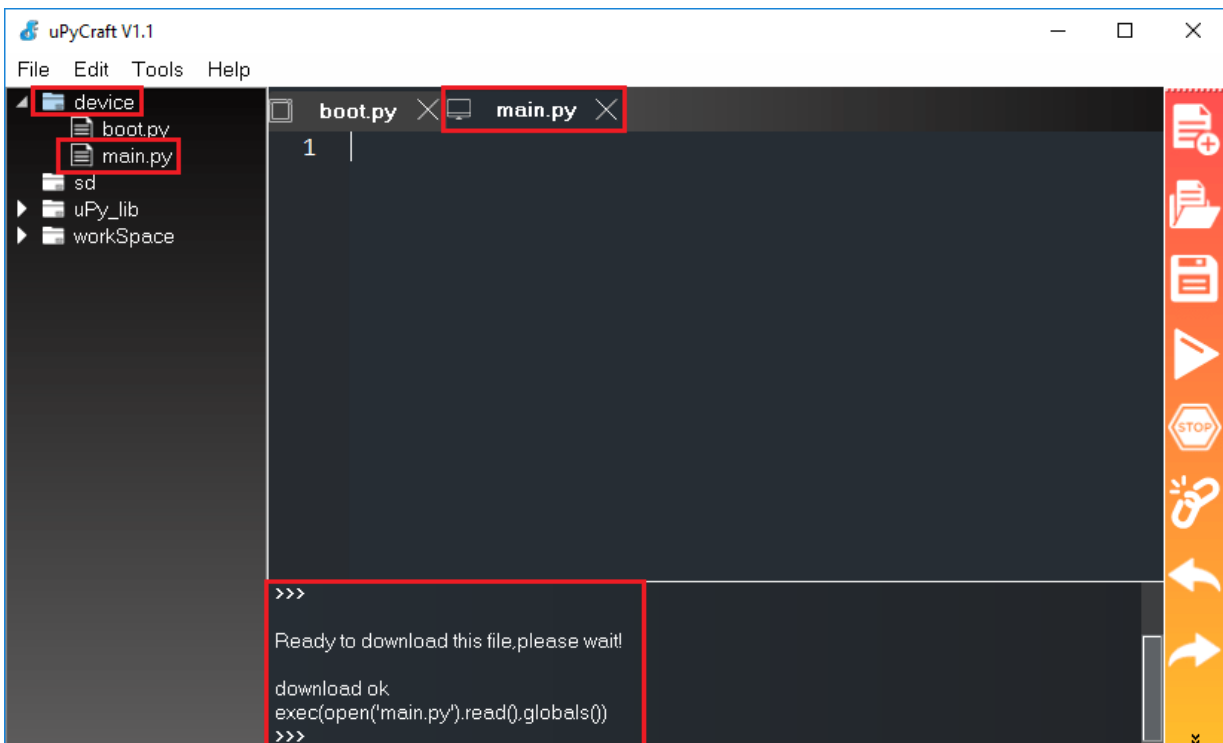 uPyCraft V1.1
File Edit Tools Help
device
boot.py
main.py
sd
uPy_lib
workSpace
boot.py main.py
1
>>>
Ready to download this file,please wait!
download ok
exec(open('main.py').read(),globals())
>>>
STOP